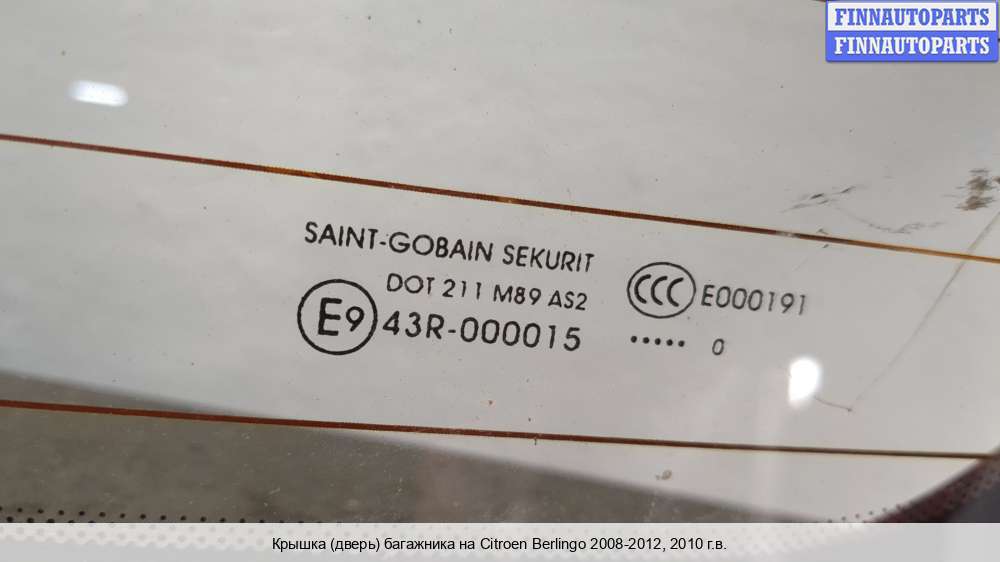 FINNAUTOPARTS
FINNAUTOPARTS
SAINT-GOBAIN SEKURIT
DOT 211 M89 AS2
E9 43R-000015
CCC E000191
..... 0
Крышка (дверь) багажника на Citroen Berlingo 2008-2012, 2010 г.в.